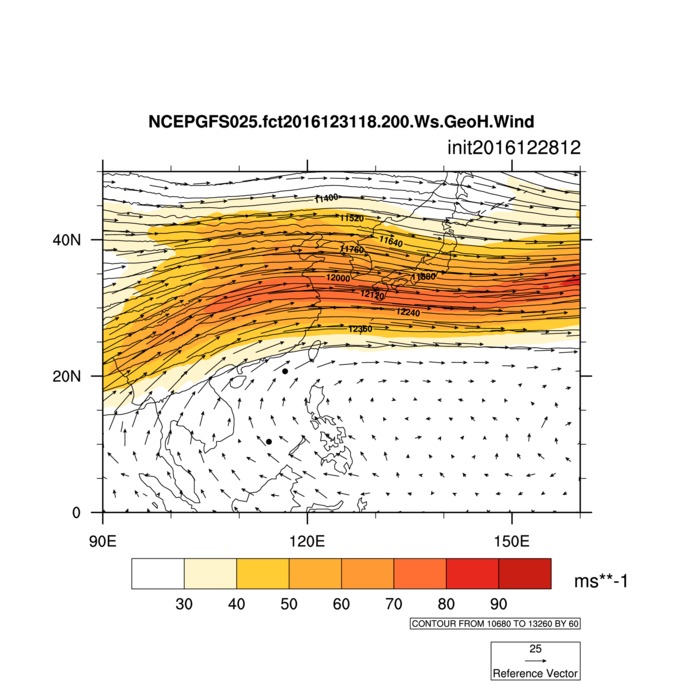 NCEPGFS025.fct2016123118.200.Ws.GeoH.Wind
init2016122812
11400
11520
40N
11640
11760
11880
12000
12120
12240
12360
20N
0
90E
120E
150E
30
40
50
60
70
80
90
ms**-1
CONTOUR FROM 10680 TO 13260 BY 60
25
Reference Vector